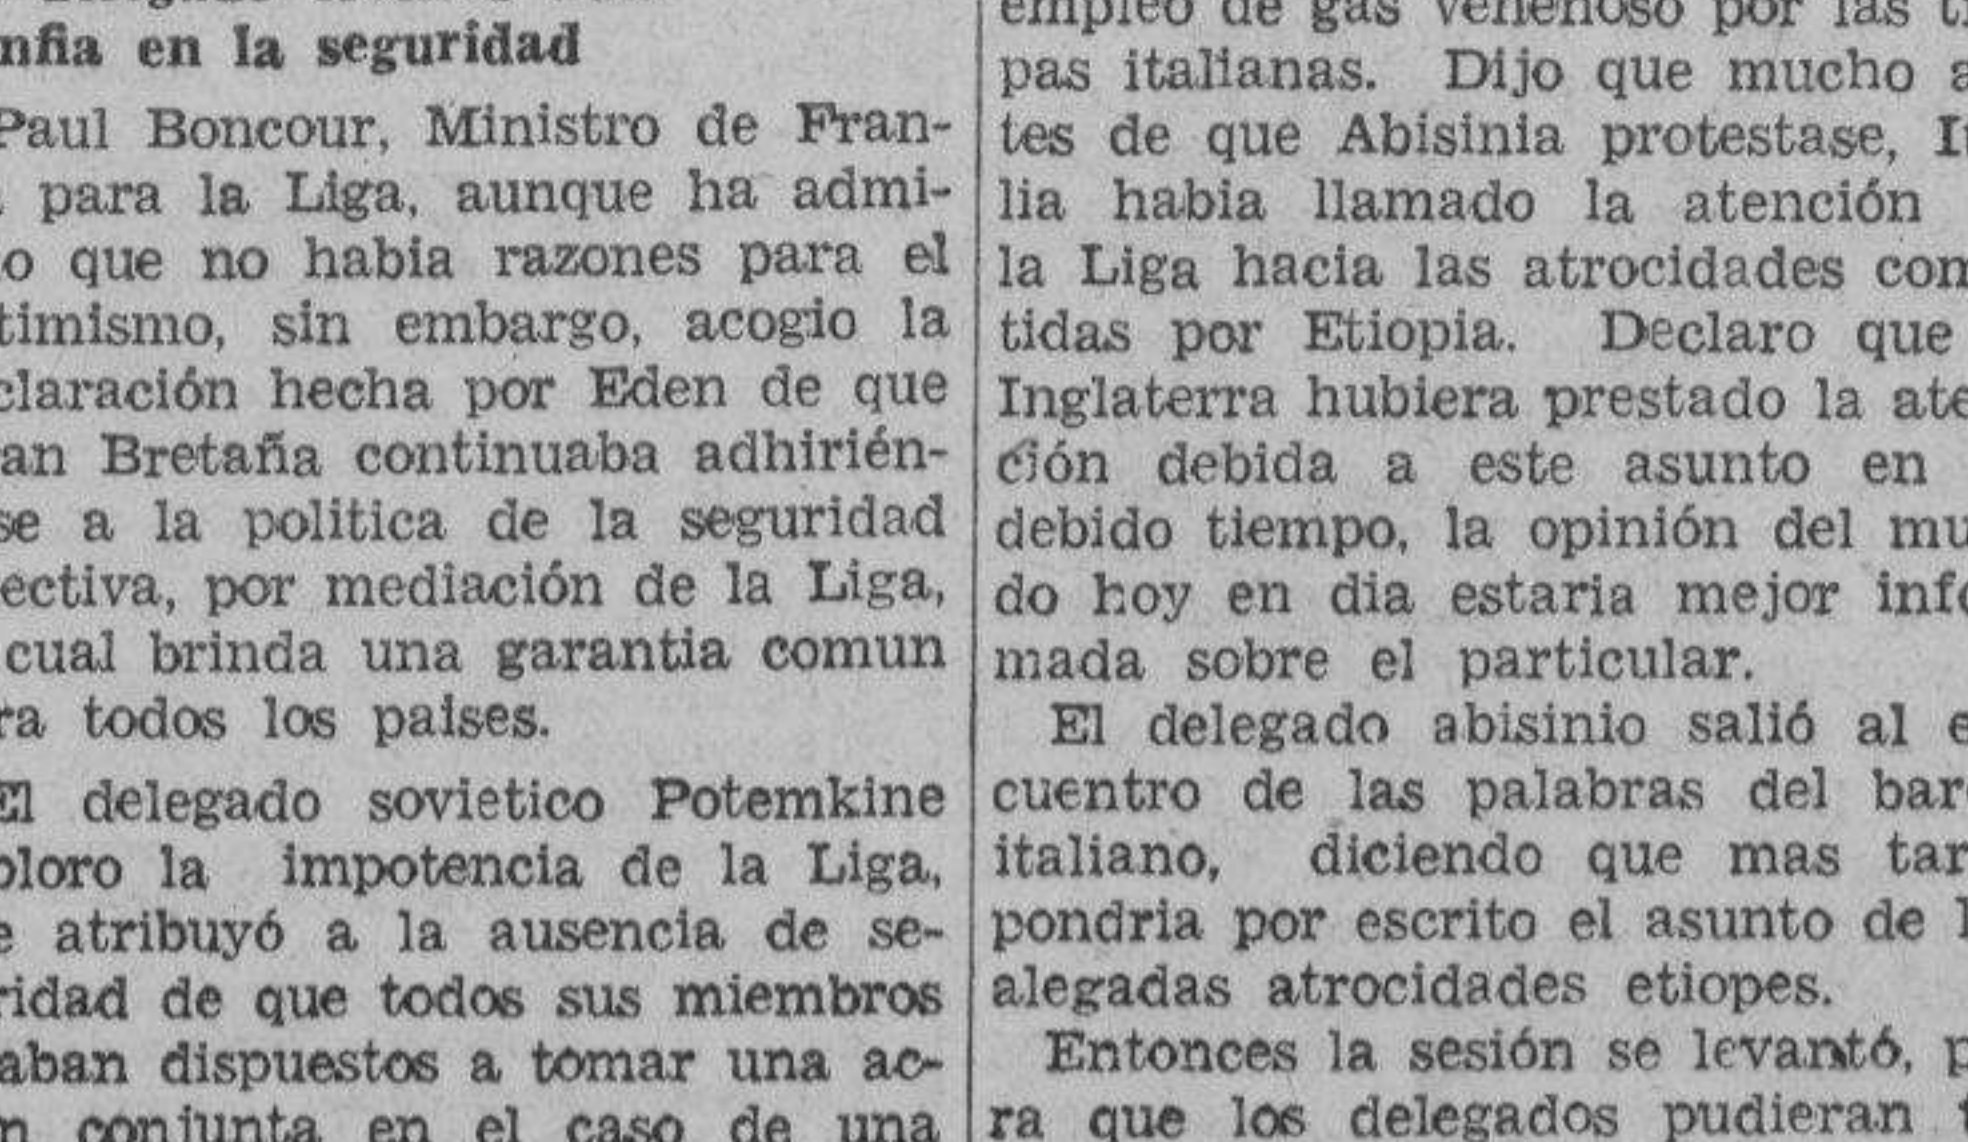 nfia en la seguridad
Paul Boncour, Ministro de Fran-
para la Liga, aunque ha admi-
o que no habia razones para el
timismo, sin embargo, acogio la
claración hecha por Eden de que
an Bretaña continuaba adhirién-
se a la politica de la seguridad
ectiva, por mediación de la Liga,
cual brinda una garantia comun
ra todos los paises.
El delegado sovietico Potemkine
ploro la impotencia de la Liga,
e atribuyó a la ausencia de se-
ridad de que todos sus miembros
aban dispuestos a tomar una ac-
n conjunta en el caso de una
empleo de gas venenoso por las
pas italianas. Dijo que mucho a
tes de que Abisinia protestase, It
lia habia llamado la atención
la Liga hacia las atrocidades com
tidas por Etiopia. Declaro que
Inglaterra hubiera prestado la ate
ción debida a este asunto en
debido tiempo, la opinión del mu
do hoy en dia estaria mejor info
mada sobre el particular.
El delegado abisinio salió al e
cuentro de las palabras del bar
italiano, diciendo que mas tar
pondria por escrito el asunto de l
alegadas atrocidades etiopes.
Entonces la sesión se levantó, p
ra que los delegados pudieran